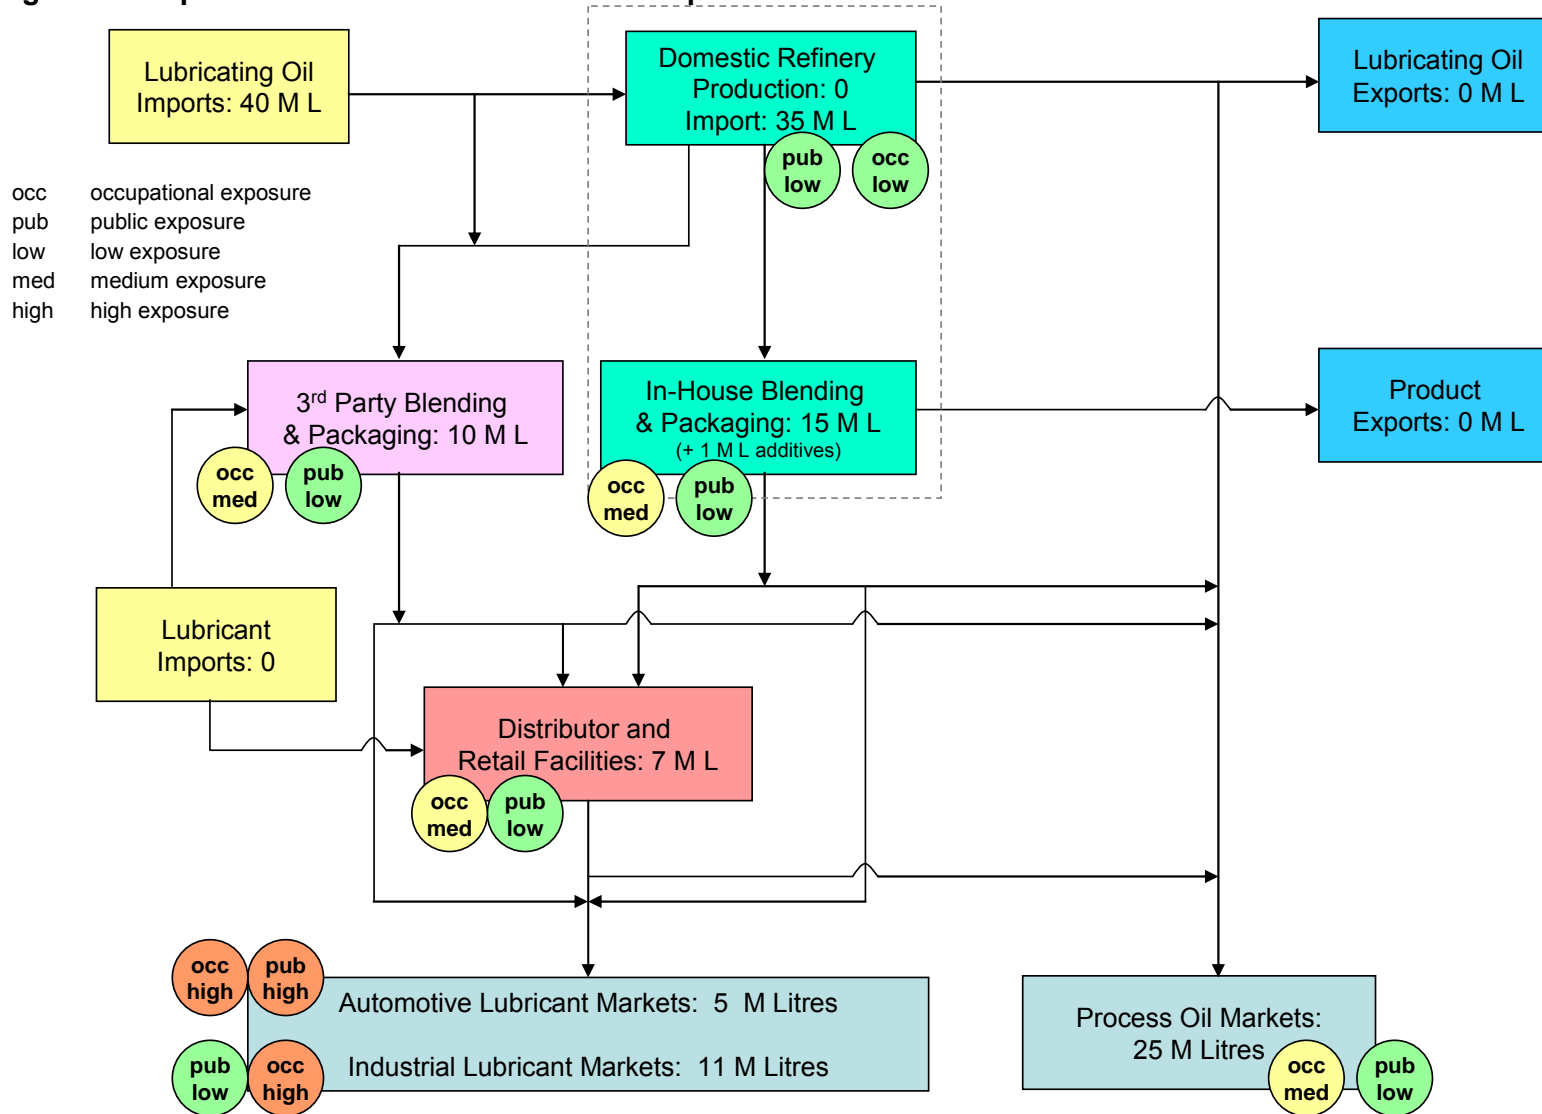 Lubricating Oil
Imports: 40 M L
Domestic Refinery
Production: 0
Import: 35 M L
pub
low
occ
low
Lubricating Oil
Exports: 0 M L
occ occupational exposure
pub public exposure
low low exposure
med medium exposure
high high exposure
3rd Party Blending
& Packaging: 10 M L
occ
med
pub
low
In-House Blending
& Packaging: 15 M L
(+ 1 M L additives)
occ
med
pub
low
Product
Exports: 0 M L
Lubricant
Imports: 0
Distributor and
Retail Facilities: 7 M L
occ
med
pub
low
occ
high
pub
high
Automotive Lubricant Markets: 5 M Litres
pub
low
occ
high
Industrial Lubricant Markets: 11 M Litres
Process Oil Markets:
25 M Litres
occ
med
pub
low